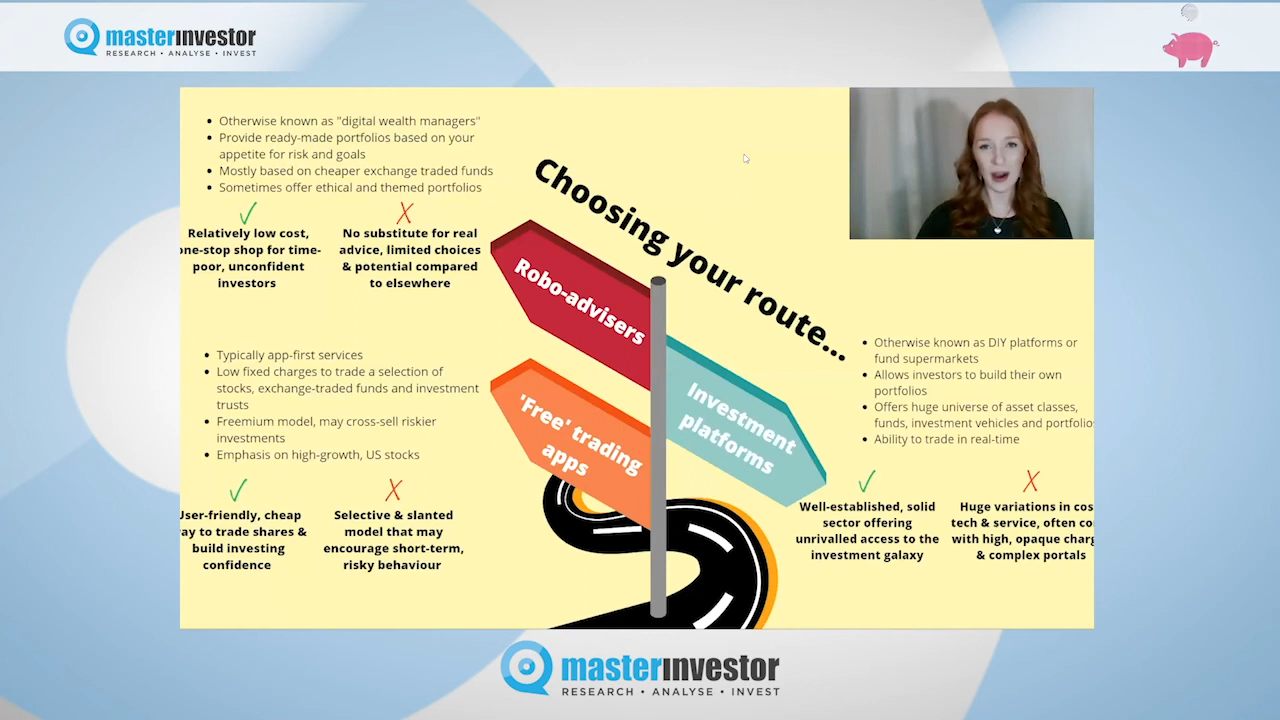 masterinvestor
RESEARCH • ANALYSE • INVEST
• Otherwise known as "digital wealth managers"
• Provide ready-made portfolios based on your
appetite for risk and goals
• Mostly based on cheaper exchange traded funds
• Sometimes offer ethical and themed portfolios
Relatively low cost,
one-stop shop for time-
poor, unconfident
investors
No substitute for real
advice, limited choices
& potential compared
to elsewhere
Choosing your route...
Robo-advisers
Investment
platforms
'Free' trading
apps
• Typically app-first services
• Low fixed charges to trade a selection of
stocks, exchange-traded funds and investment
trusts
• Freemium model, may cross-sell riskier
investments
• Emphasis on high-growth, US stocks
User-friendly, cheap
ay to trade shares &
build investing
confidence
Selective & slanted
model that may
encourage short-term,
risky behaviour
• Otherwise known as DIY platforms or
fund supermarkets
• Allows investors to build their own
portfolios
• Offers huge universe of asset classes,
funds, investment vehicles and portfolios
• Ability to trade in real-time
Well-established, solid
sector offering
unrivalled access to the
investment galaxy
Huge variations in cos
tech & service, often co
with high, opaque charg
& complex portals
masterinvestor
RESEARCH • ANALYSE • INVEST